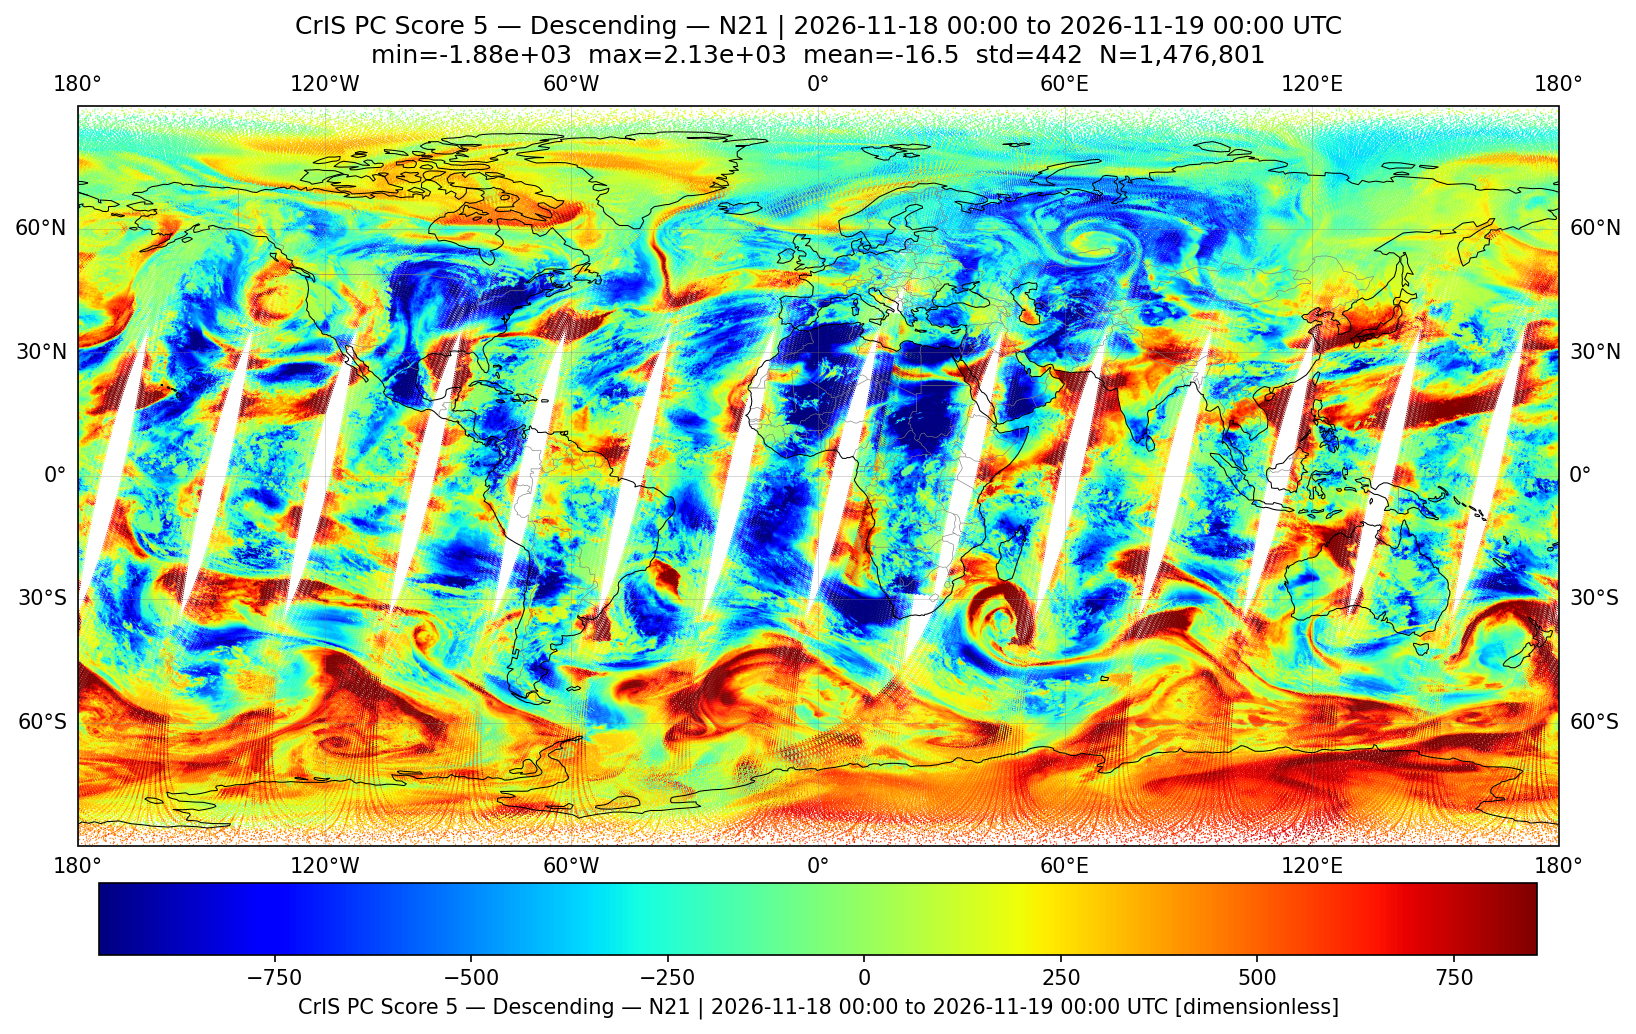 CrIS PC Score 5 — Descending — N21 | 2026-11-18 00:00 to 2026-11-19 00:00 UTC
min=-1.88e+03 max=2.13e+03 mean=-16.5 std=442 N=1,476,801
180° 120°W 60°W 0° 60°E 120°E 180°
60°N 60°N
30°N 30°N
0° 0°
30°S 30°S
60°S 60°S
180° 120°W 60°W 0° 60°E 120°E 180°
−750 −500 −250 0 250 500 750
CrIS PC Score 5 — Descending — N21 | 2026-11-18 00:00 to 2026-11-19 00:00 UTC [dimensionless]